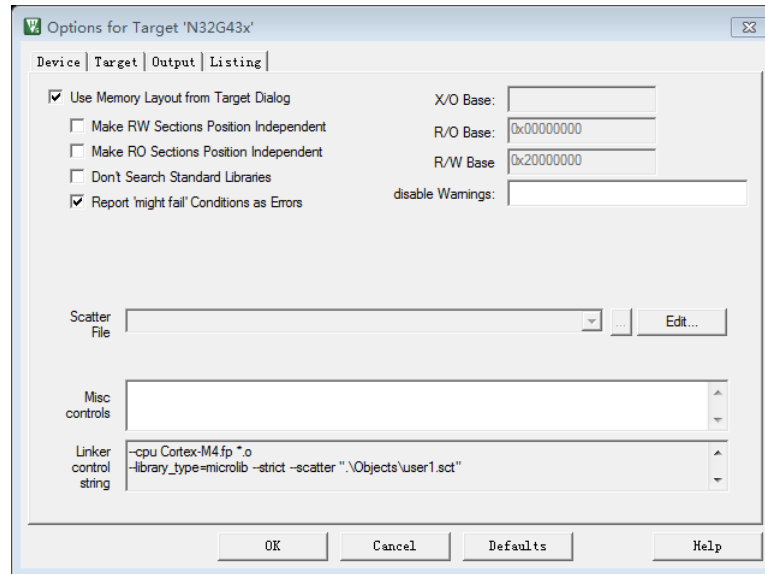 Options for Target 'N32G43x'
Device | Target | Output | Listing |
Use Memory Layout from Target Dialog
Make RW Sections Position Independent
Make RO Sections Position Independent
Don't Search Standard Libraries
Report 'might fail' Conditions as Errors
X/O Base:
R/O Base: 0x00000000
R/W Base 0x20000000
disable Warnings:
Scatter
File
...
Edit...
Misc
controls
Linker
control
string
--cpu Cortex-M4.fp *.o
--library_type=microlib --strict --scatter ".\Objects\user1.sct"
OK Cancel Defaults Help